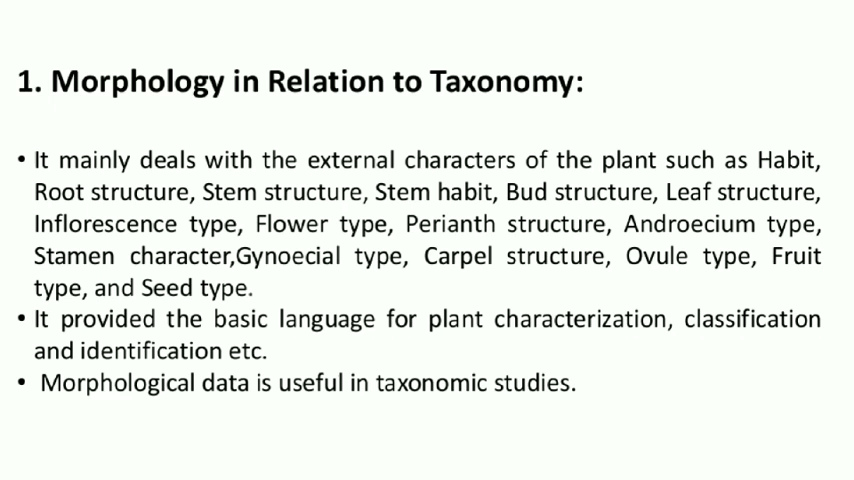 1. Morphology in Relation to Taxonomy:
• It mainly deals with the external characters of the plant such as Habit,
Root structure, Stem structure, Stem habit, Bud structure, Leaf structure,
Inflorescence type, Flower type, Perianth structure, Androecium type,
Stamen character,Gynoecial type, Carpel structure, Ovule type, Fruit
type, and Seed type.
• It provided the basic language for plant characterization, classification
and identification etc.
• Morphological data is useful in taxonomic studies.